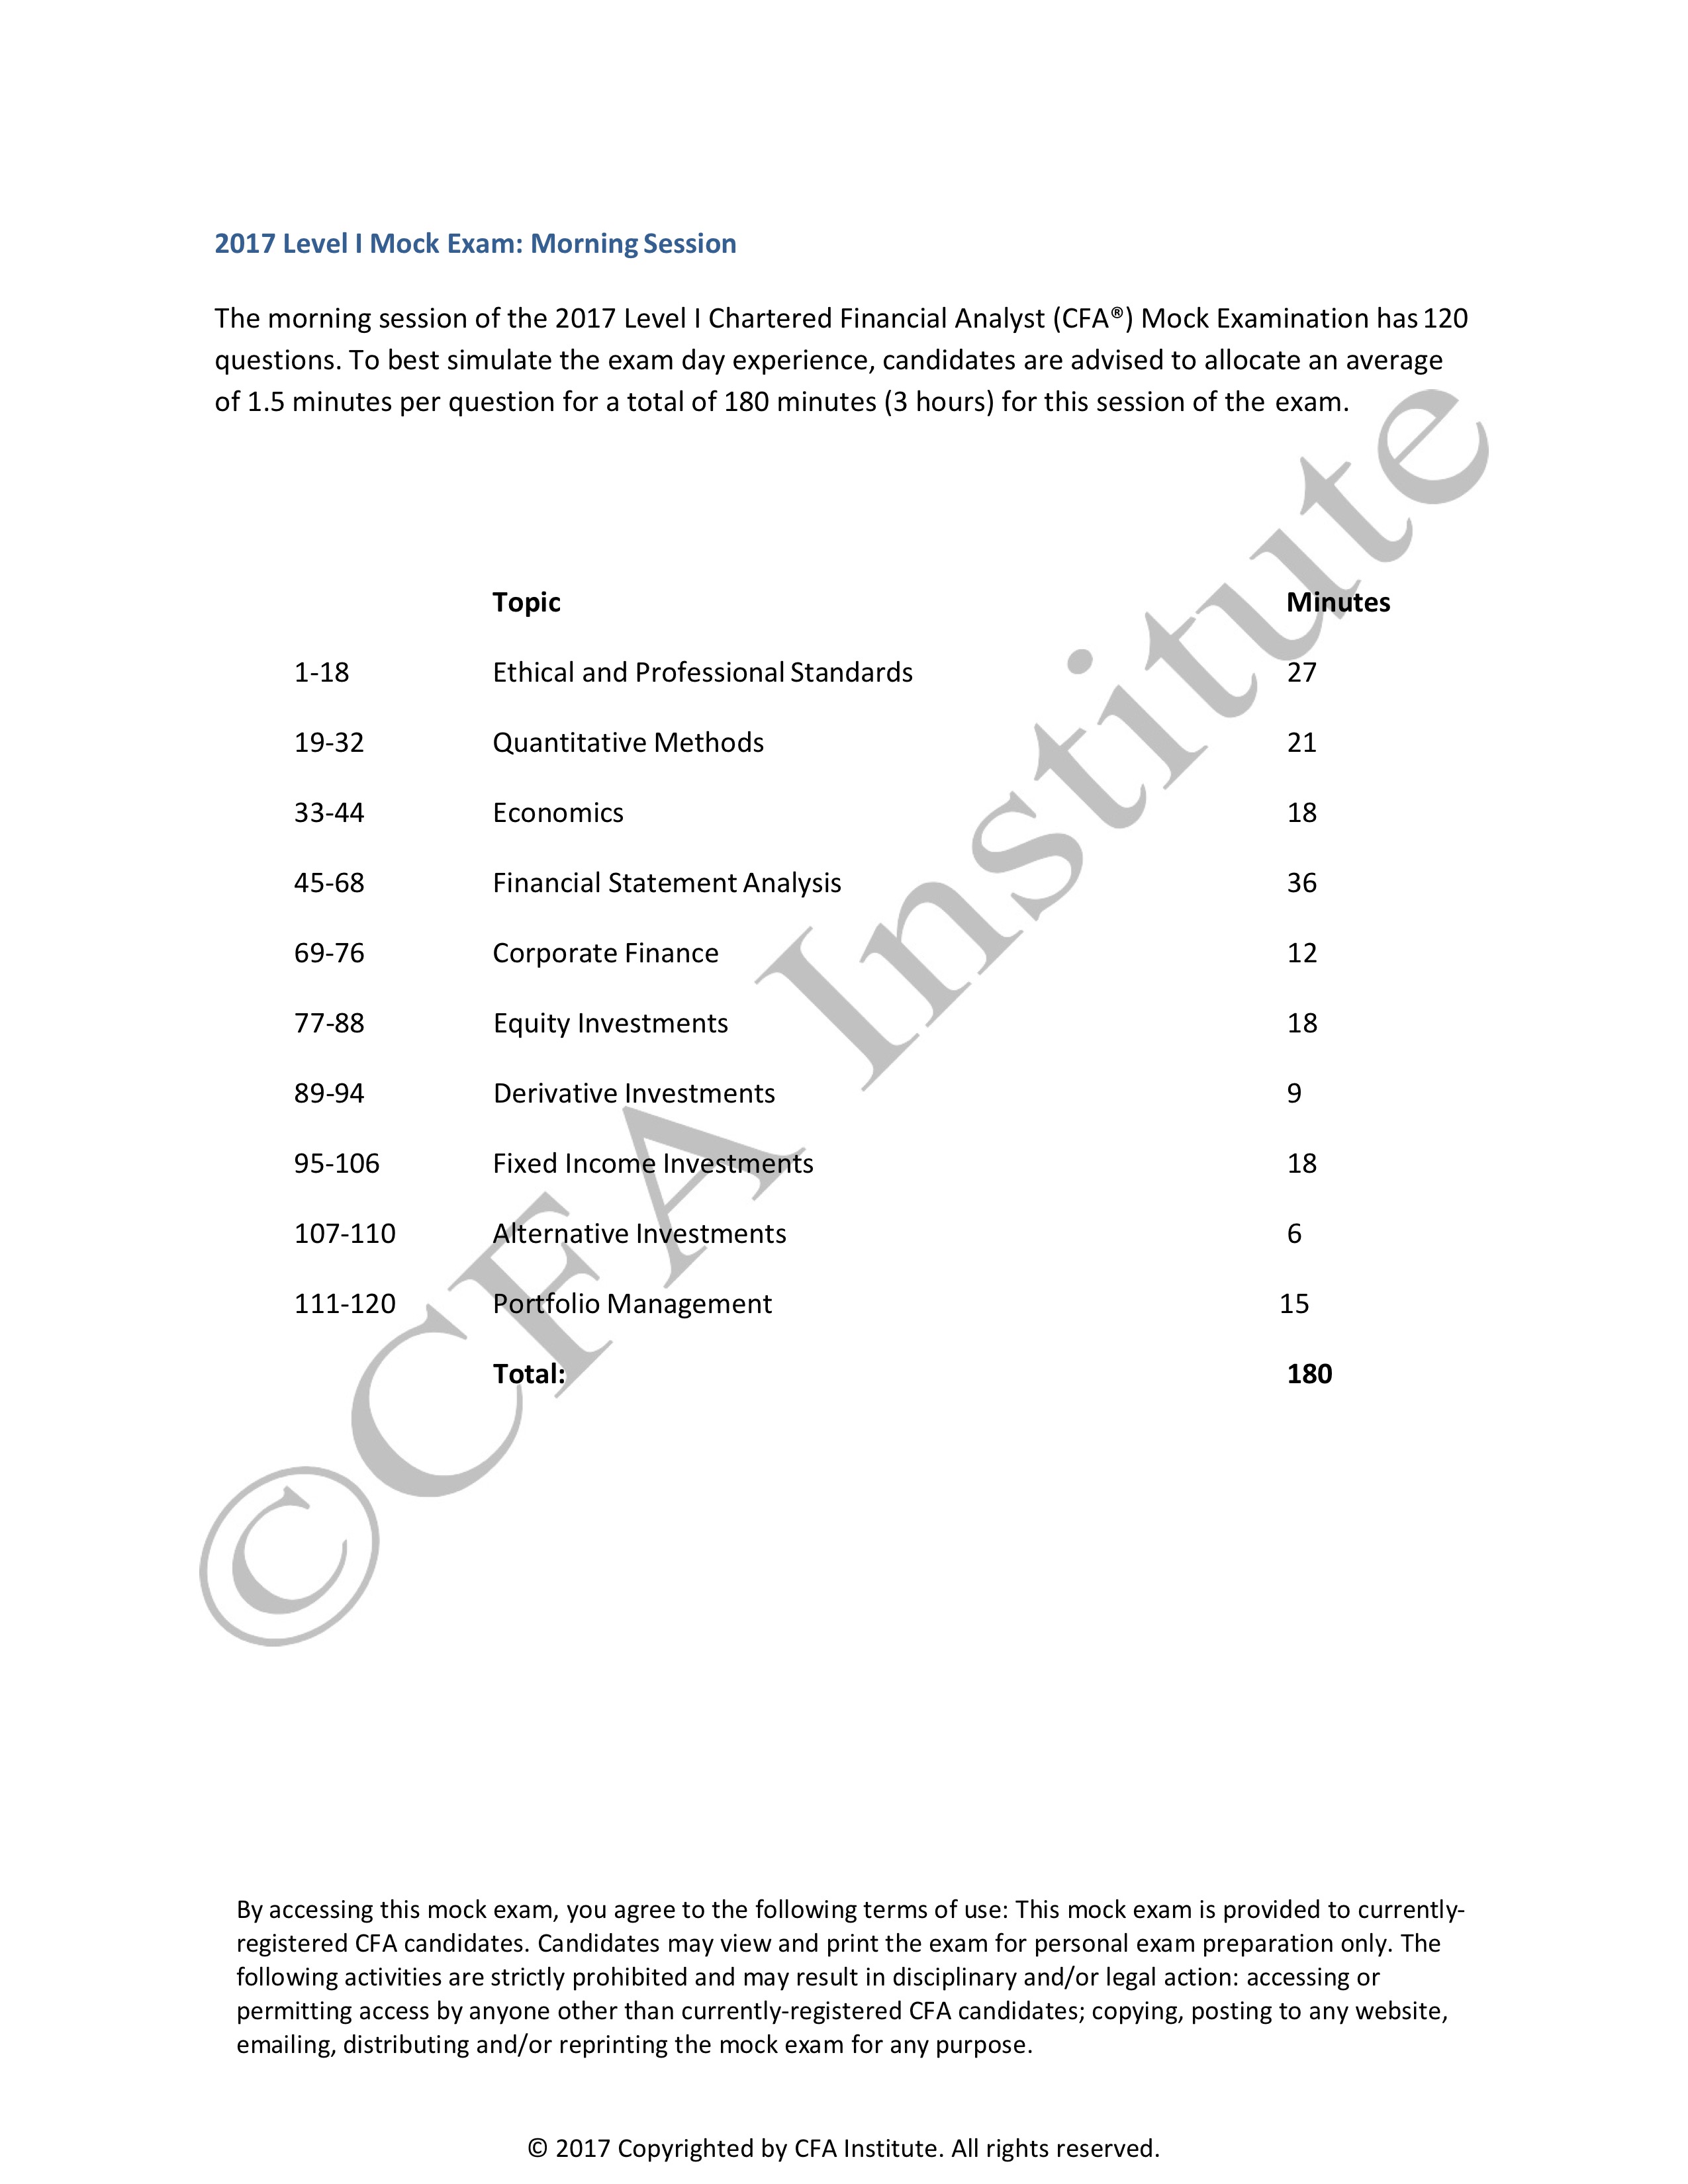 2017 Level I Mock Exam: Morning Session
The morning session of the 2017 Level I Chartered Financial Analyst (CFA®) Mock Examination has 120
questions. To best simulate the exam day experience, candidates are advised to allocate an average
of 1.5 minutes per question for a total of 180 minutes (3 hours) for this session of the exam.
Topic Minutes
1-18 Ethical and Professional Standards 27
19-32 Quantitative Methods 21
33-44 Economics 18
45-68 Financial Statement Analysis 36
69-76 Corporate Finance 12
77-88 Equity Investments 18
89-94 Derivative Investments 9
95-106 Fixed Income Investments 18
107-110 Alternative Investments 6
111-120 Portfolio Management 15
Total: 180
©CFA Institute
By accessing this mock exam, you agree to the following terms of use: This mock exam is provided to currently-
registered CFA candidates. Candidates may view and print the exam for personal exam preparation only. The
following activities are strictly prohibited and may result in disciplinary and/or legal action: accessing or
permitting access by anyone other than currently-registered CFA candidates; copying, posting to any website,
emailing, distributing and/or reprinting the mock exam for any purpose.
© 2017 Copyrighted by CFA Institute. All rights reserved.